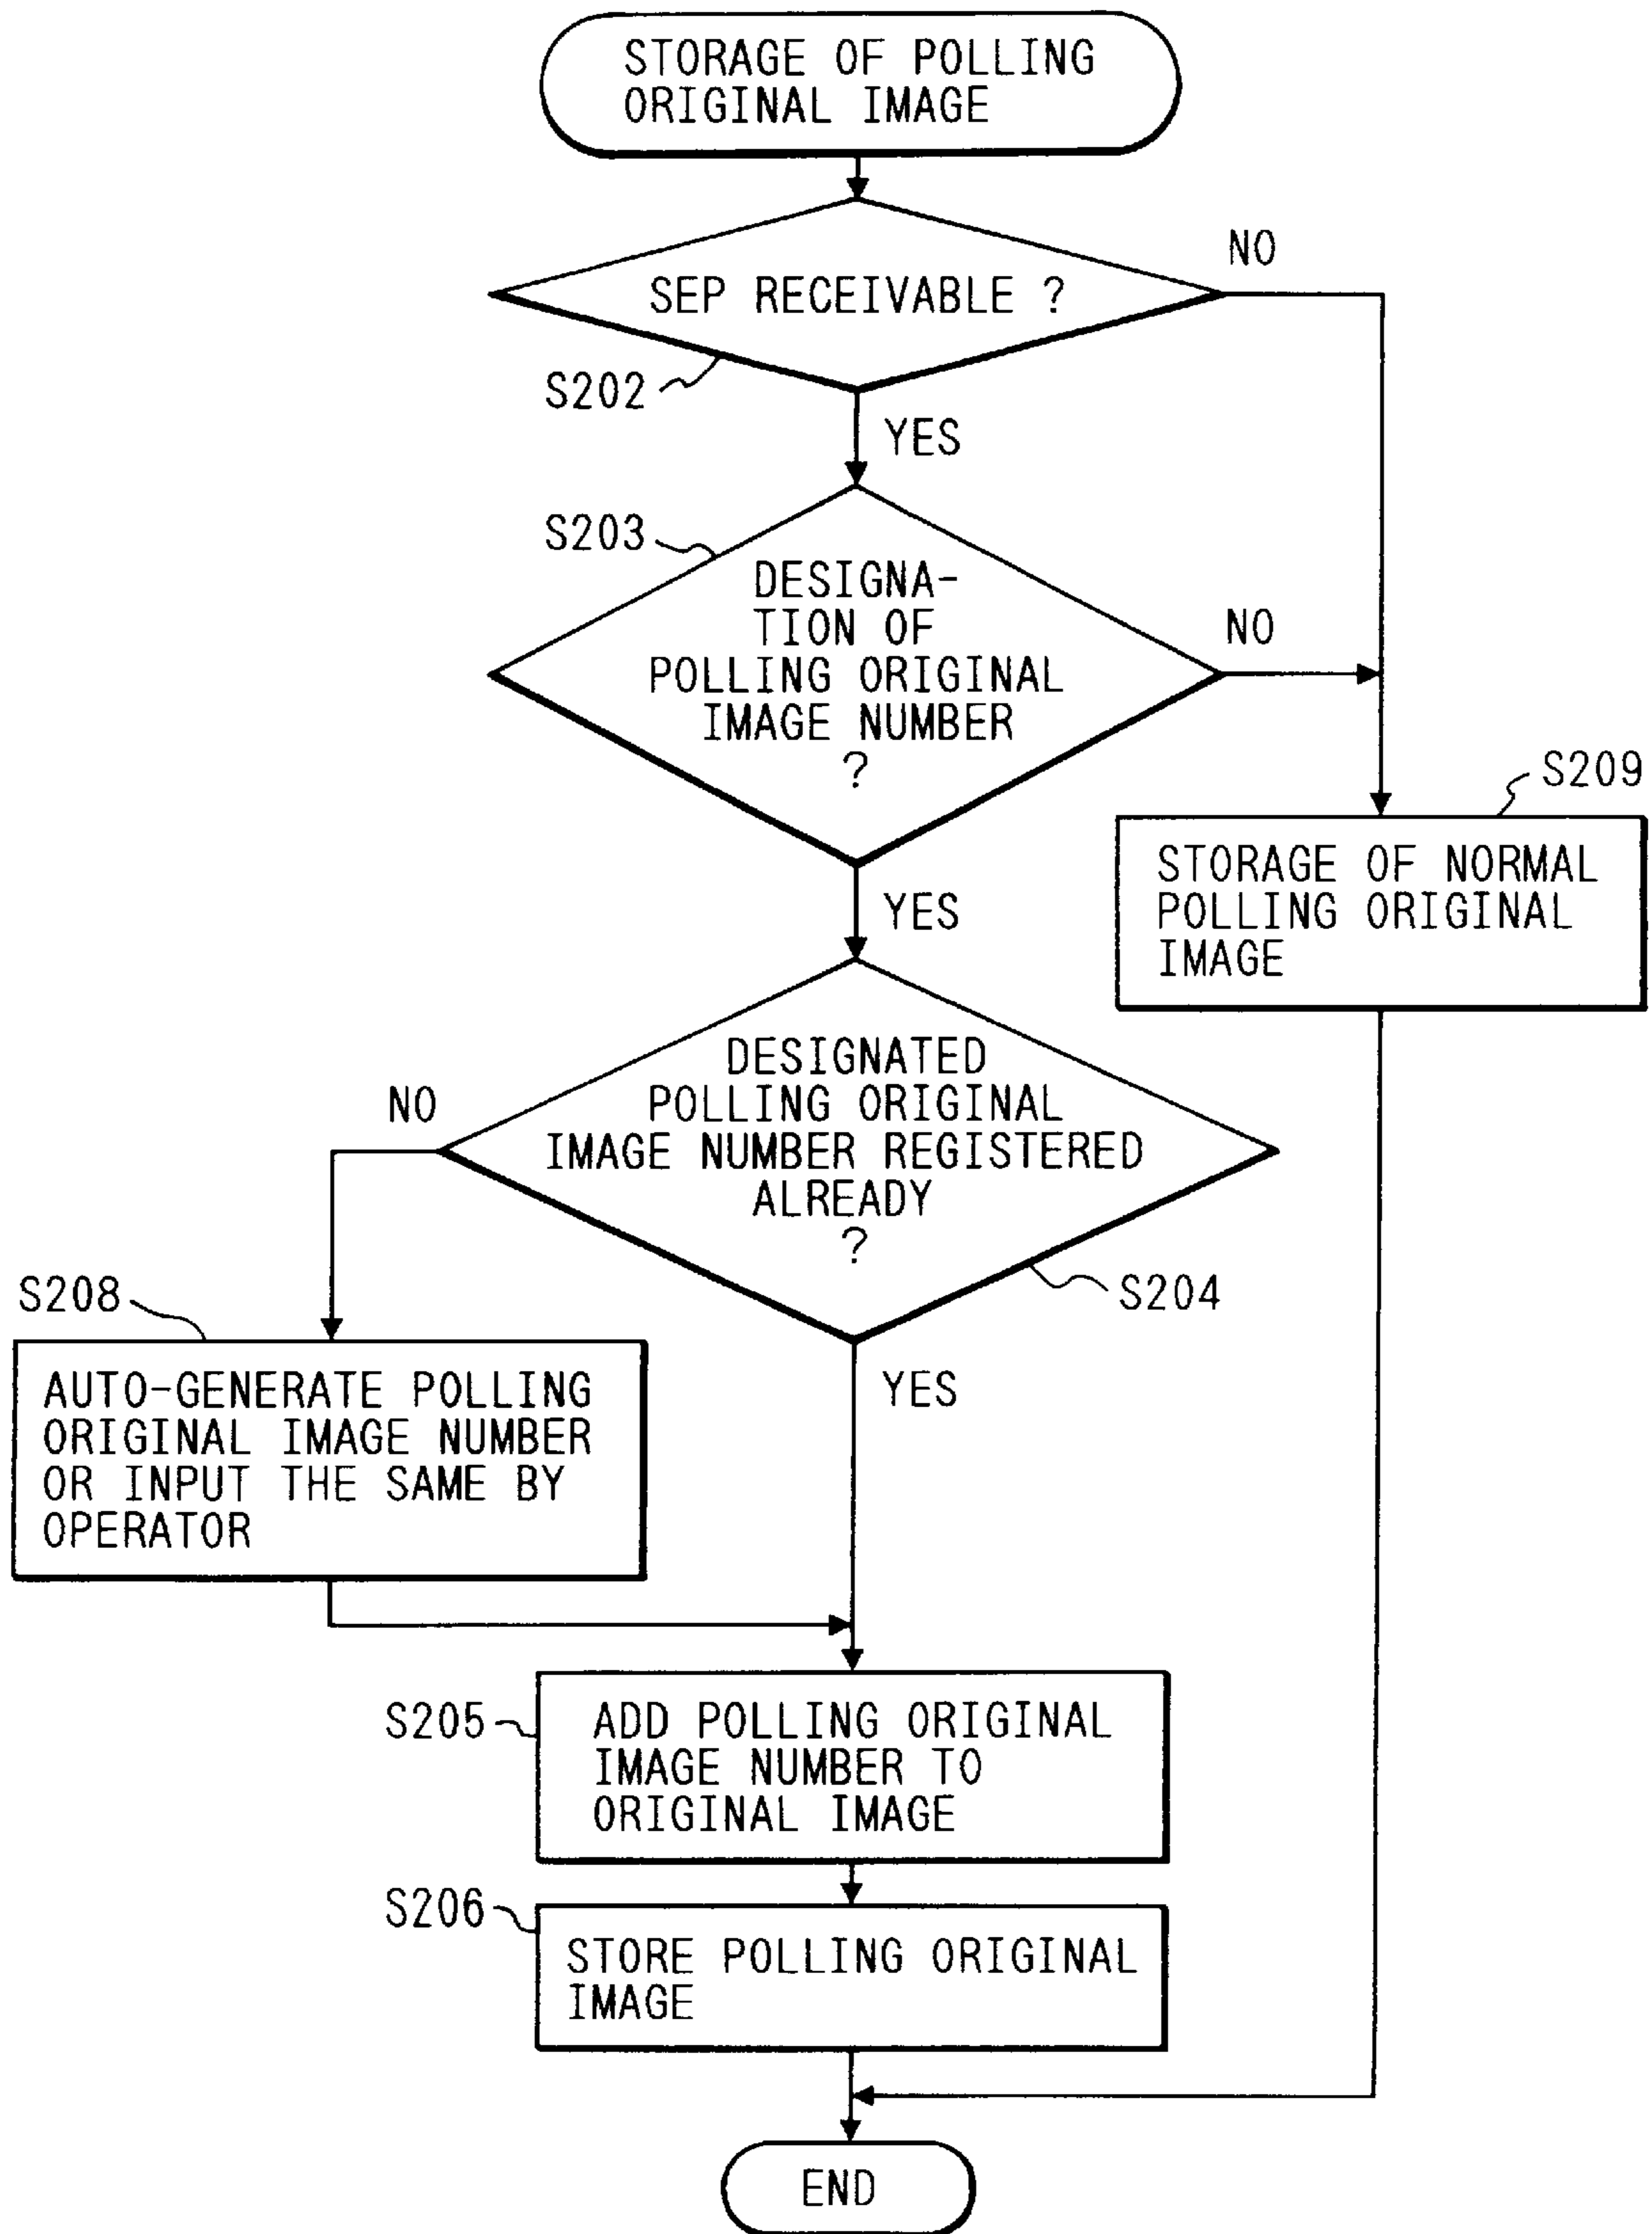 STORAGE OF POLLING
ORIGINAL IMAGE
SEP RECEIVABLE ?
NO
S202
YES
S203
DESIGNA-
TION OF
POLLING ORIGINAL
IMAGE NUMBER
?
NO
S209
STORAGE OF NORMAL
POLLING ORIGINAL
IMAGE
YES
DESIGNATED
POLLING ORIGINAL
IMAGE NUMBER REGISTERED
ALREADY
?
NO
S204
S208
AUTO-GENERATE POLLING
ORIGINAL IMAGE NUMBER
OR INPUT THE SAME BY
OPERATOR
YES
S205
ADD POLLING ORIGINAL
IMAGE NUMBER TO
ORIGINAL IMAGE
S206
STORE POLLING ORIGINAL
IMAGE
END